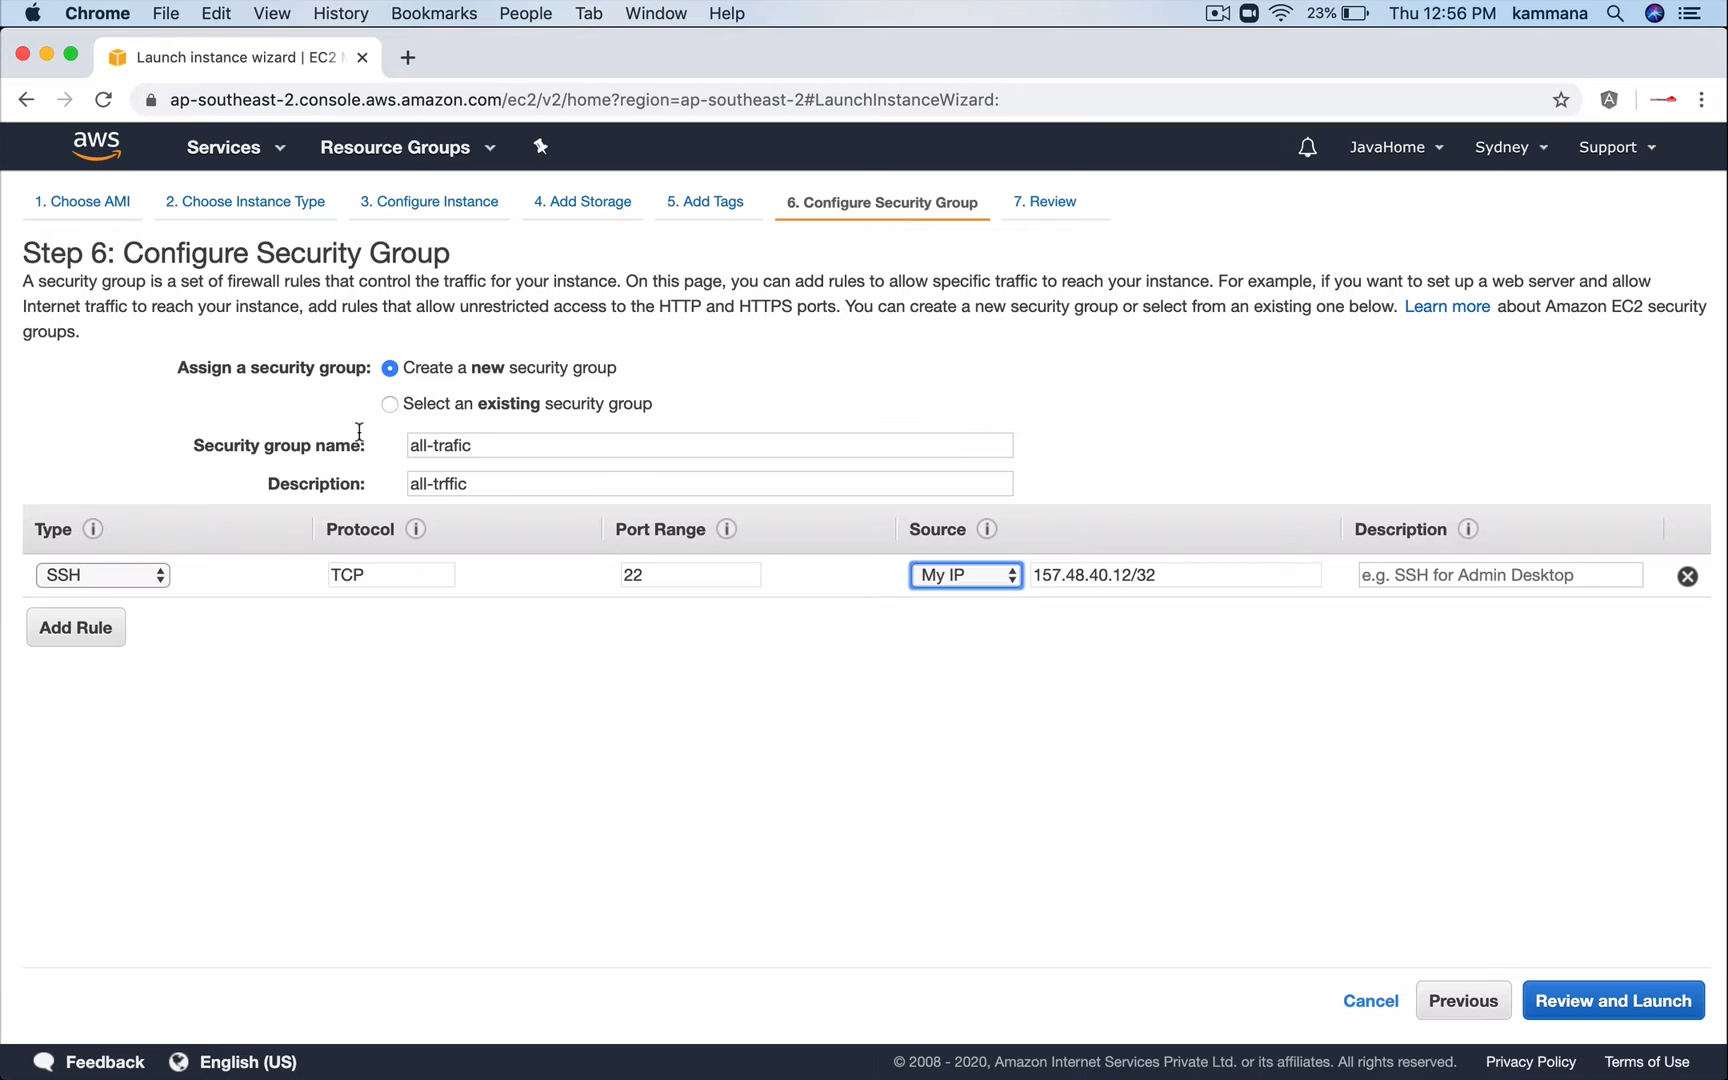 Chrome File Edit View History Bookmarks People Tab Window Help 23% Thu 12:56 PM kammana
Launch instance wizard | EC2 M
ap-southeast-2.console.aws.amazon.com/ec2/v2/home?region=ap-southeast-2#LaunchInstanceWizard:
aws Services Resource Groups JavaHome Sydney Support
1. Choose AMI 2. Choose Instance Type 3. Configure Instance 4. Add Storage 5. Add Tags 6. Configure Security Group 7. Review
Step 6: Configure Security Group
A security group is a set of firewall rules that control the traffic for your instance. On this page, you can add rules to allow specific traffic to reach your instance. For example, if you want to set up a web server and allow
Internet traffic to reach your instance, add rules that allow unrestricted access to the HTTP and HTTPS ports. You can create a new security group or select from an existing one below. Learn more about Amazon EC2 security
groups.
Assign a security group: Create a new security group
Select an existing security group
Security group name: all-trafic
Description: all-trffic
Type Protocol Port Range Source Description
SSH TCP 22 My IP 157.48.40.12/32 e.g. SSH for Admin Desktop
Add Rule
Cancel Previous Review and Launch
Feedback English (US) © 2008 - 2020, Amazon Internet Services Private Ltd. or its affiliates. All rights reserved. Privacy Policy Terms of Use